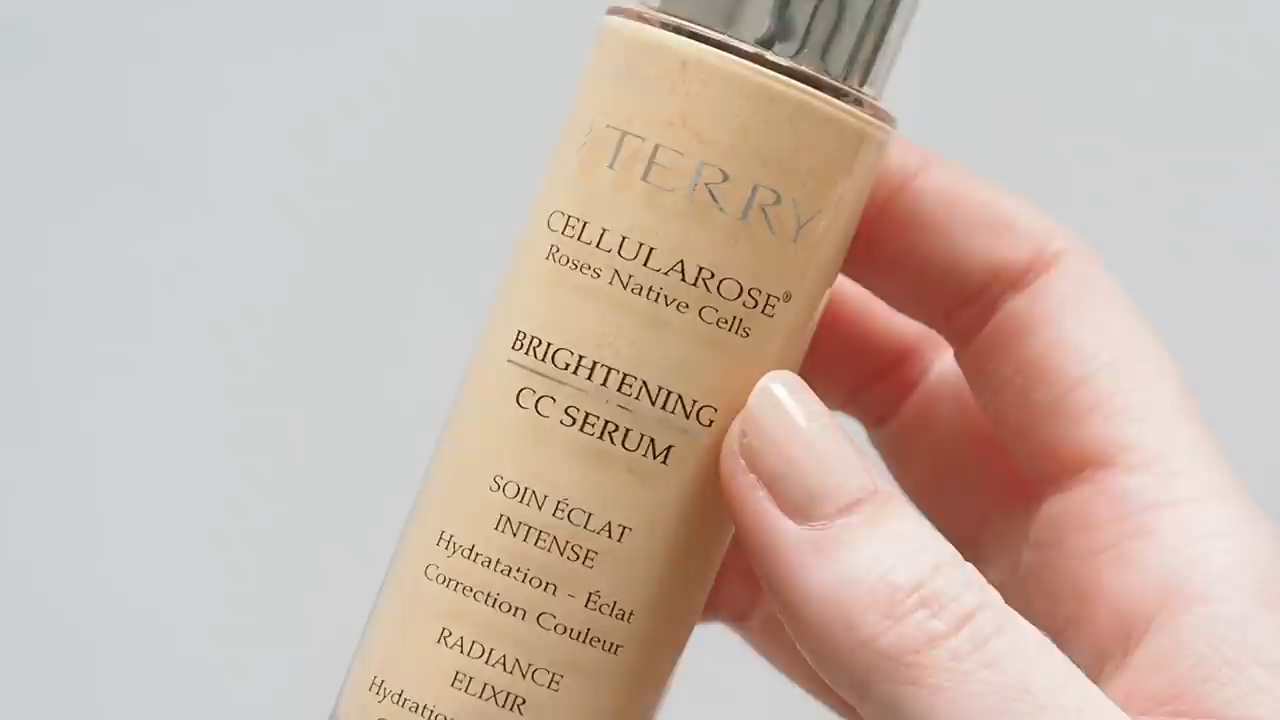 TERRY
CELLULAROSE®
Roses Native Cells
BRIGHTENING
CC SERUM
SOIN ÉCLAT
INTENSE
Hydratation - Éclat
Correction Couleur
RADIANCE
ELIXIR